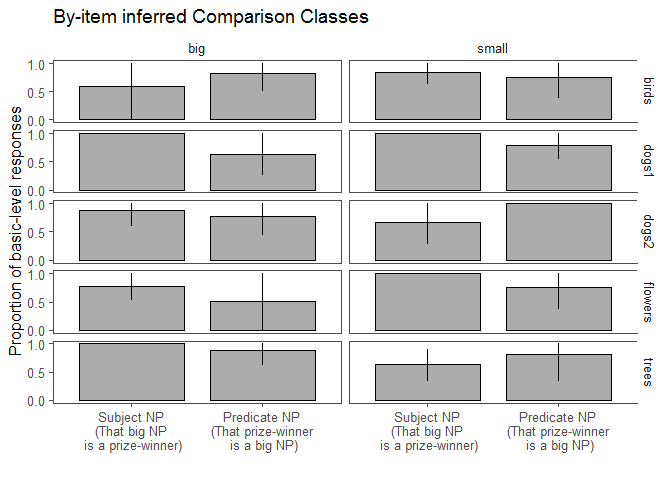 By-item inferred Comparison Classes
big
small
Proportion of basic-level responses
1.0
0.5
0.0
birds
1.0
0.5
0.0
dogs1
1.0
0.5
0.0
dogs2
1.0
0.5
0.0
flowers
1.0
0.5
0.0
trees
Subject NP
(That big NP
is a prize-winner)
Predicate NP
(That prize-winner
is a big NP)
Subject NP
(That big NP
is a prize-winner)
Predicate NP
(That prize-winner
is a big NP)